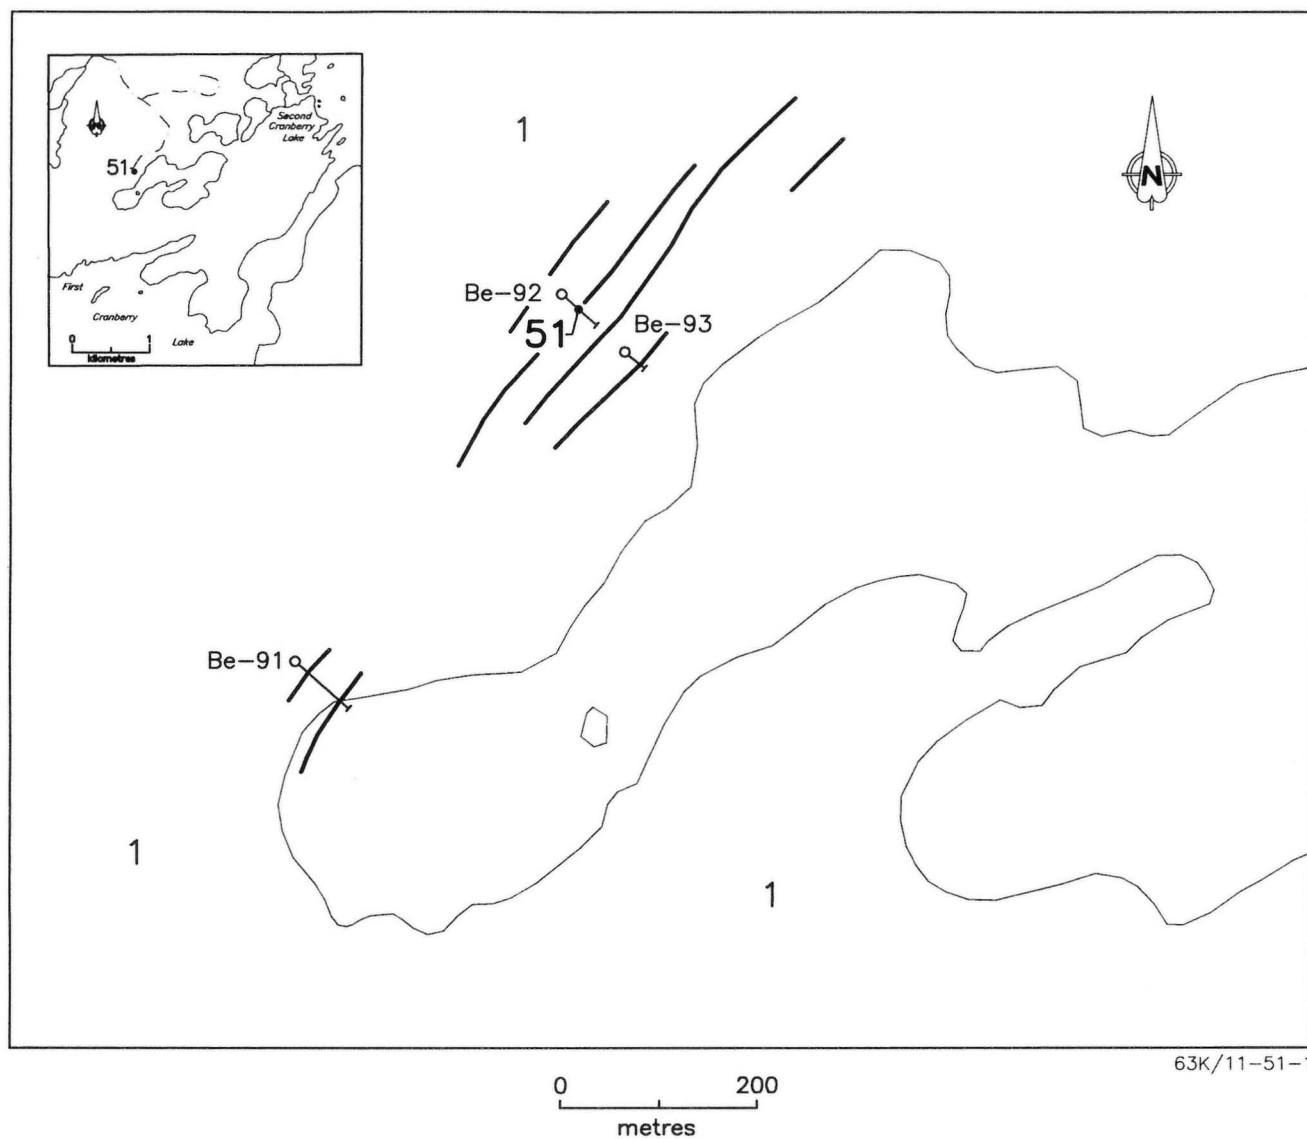 Second
Cranberry
Lake
N
51
First
Cranberry
Lake
0 1
kilometres
1
N
Be-92
51
Be-93
Be-91
1
1
63K/11-51-1
0 200
metres